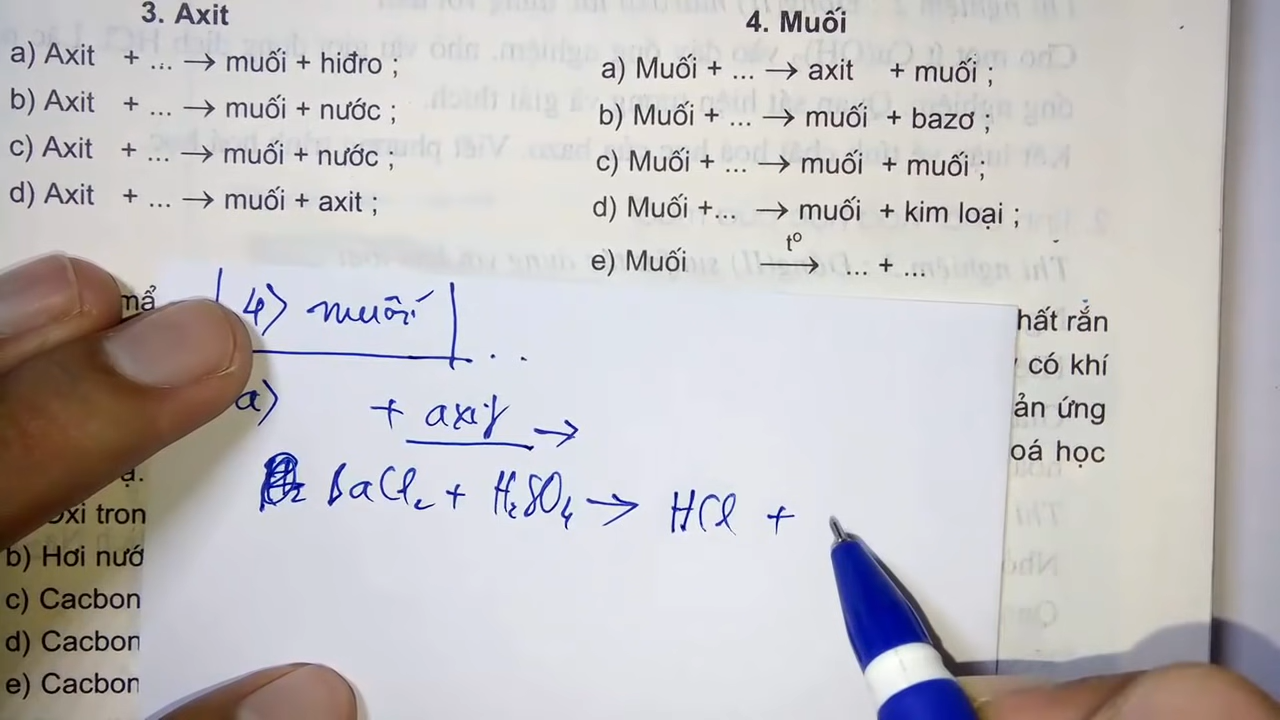 3. Axit
a) Axit + ... → muối + hiđro ;
b) Axit + ... → muối + nước ;
c) Axit + ... → muối + nước ;
d) Axit + ... → muối + axit ;
4. Muối
a) Muối + ... → axit + muối ;
b) Muối + ... → muối + bazơ ;
c) Muối + ... → muối + muối ;
d) Muối + ... → muối + kim loại ;
e) Muối t° → ... + ...
4) muối
a) + axit →
BaCl₂ + H₂SO₄ → HCl +
hất rắn
có khí
ản ứng
oá học
xi tron
b) Hơi nướ
c) Cacbon
d) Cacbon
e) Cacbon